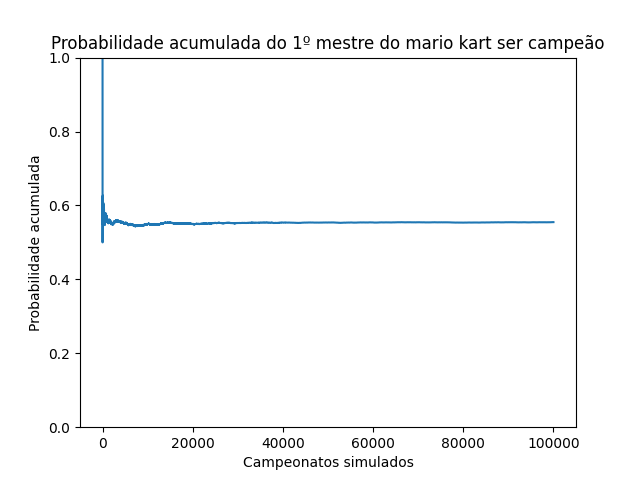 Probabilidade acumulada do 1º mestre do mario kart ser campeão
1.0
0.8
0.6
0.4
0.2
0.0
Probabilidade acumulada
0 20000 40000 60000 80000 100000
Campeonatos simulados